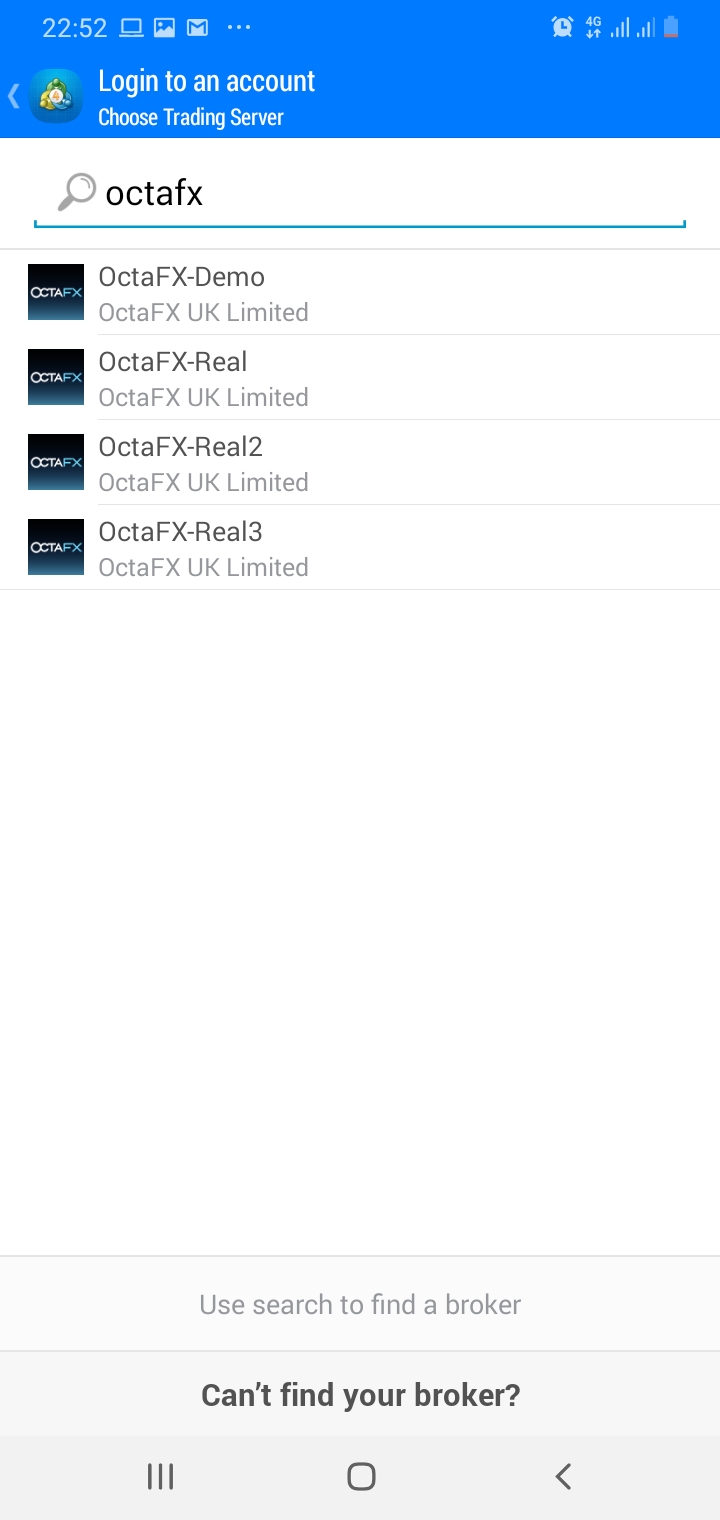 22:52
4G
Login to an account
Choose Trading Server
octafx
OCTAFX
OctaFX-Demo
OctaFX UK Limited
OCTAFX
OctaFX-Real
OctaFX UK Limited
OCTAFX
OctaFX-Real2
OctaFX UK Limited
OCTAFX
OctaFX-Real3
OctaFX UK Limited
Use search to find a broker
Can’t find your broker?